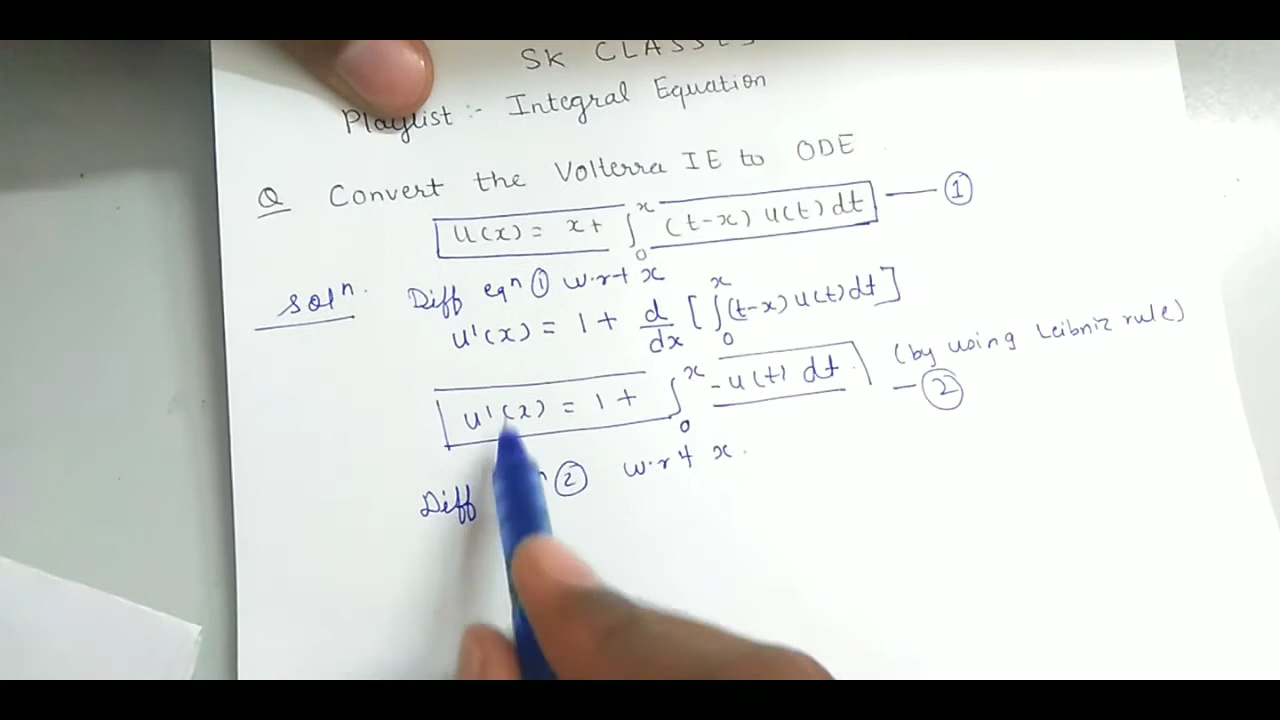 SK CLASSES
Playlist :- Integral Equation
Q Convert the Volterra IE to ODE
u(x) = x + ∫₀ˣ (t-x) u(t) dt — ①
Solⁿ. Diff eqⁿ ① w.r.t x
u'(x) = 1 + d/dx [∫₀ˣ (t-x) u(t) dt]
u'(x) = 1 + ∫₀ˣ -u(t) dt (by using Leibniz rule) — ②
Diff ② w.r.t x.